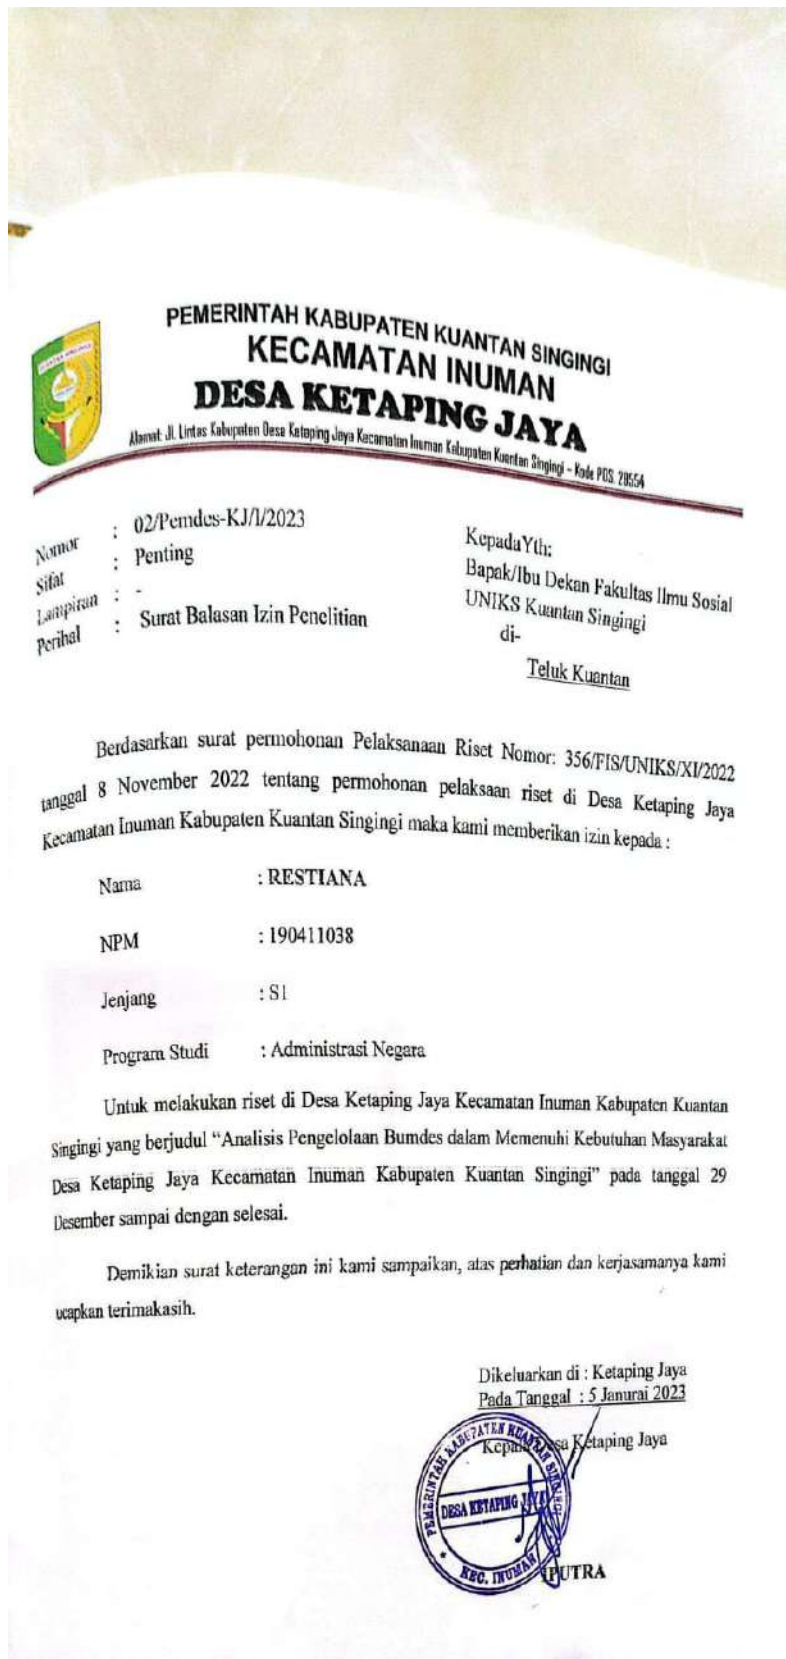 PEMERINTAH KABUPATEN KUANTAN SINGINGI
KECAMATAN INUMAN
DESA KETAPING JAYA
Alamat: Jl. Lintas Kabupaten Desa Ketaping Jaya Kecamatan Inuman Kabupaten Kuantan Singingi - Kode POS. 29554
Nomor : 02/Pemdes-KJ/I/2023
Sifat : Penting
Lampiran : -
Perihal : Surat Balasan Izin Penelitian
KepadaYth:
Bapak/Ibu Dekan Fakultas Ilmu Sosial
UNIKS Kuantan Singingi
di-
Teluk Kuantan
Berdasarkan surat permohonan Pelaksanaan Riset Nomor: 356/FIS/UNIKS/XI/2022
tanggal 8 November 2022 tentang permohonan pelaksaan riset di Desa Ketaping Jaya
Kecamatan Inuman Kabupaten Kuantan Singingi maka kami memberikan izin kepada :
Nama : RESTIANA
NPM : 190411038
Jenjang : S1
Program Studi : Administrasi Negara
Untuk melakukan riset di Desa Ketaping Jaya Kecamatan Inuman Kabupaten Kuantan
Singingi yang berjudul “Analisis Pengelolaan Bumdes dalam Memenuhi Kebutuhan Masyarakat
Desa Ketaping Jaya Kecamatan Inuman Kabupaten Kuantan Singingi” pada tanggal 29
Desember sampai dengan selesai.
Demikian surat keterangan ini kami sampaikan, atas perhatian dan kerjasamanya kami
ucapkan terimakasih.
Dikeluarkan di : Ketaping Jaya
Pada Tanggal : 5 Janurai 2023
Kepala Desa Ketaping Jaya
PEMERINTAH KABUPATEN KUANTAN SINGINGI
DESA KETAPING JAYA
KEC. INUMAN